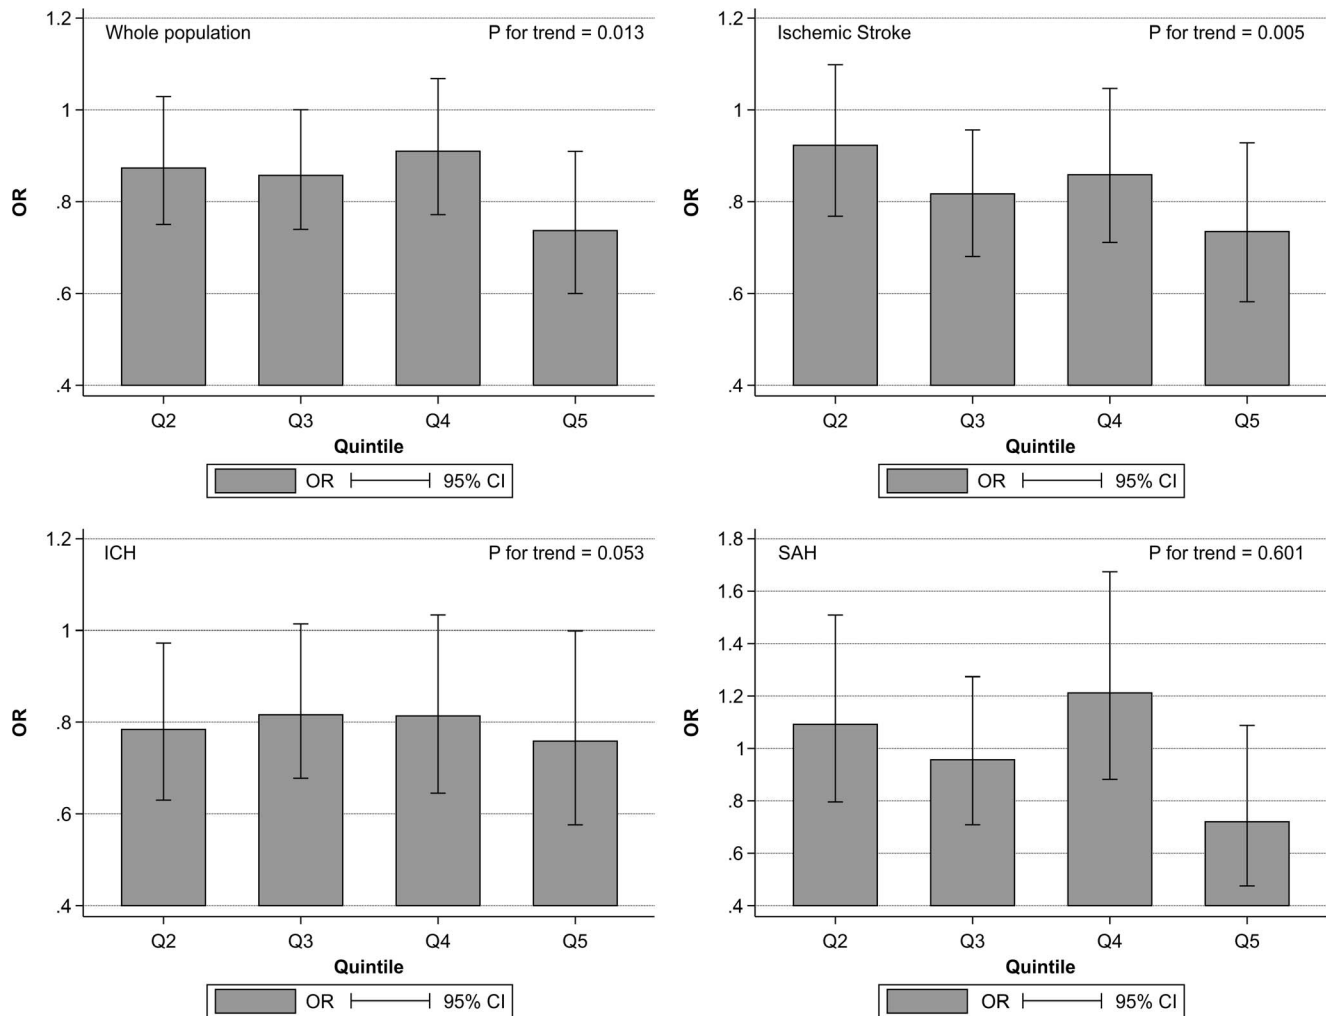 Whole population P for trend = 0.013
1.2
1
.8
.6
.4
OR
Q2 Q3 Q4 Q5
Quintile
OR 95% CI
Ischemic Stroke P for trend = 0.005
1.2
1
.8
.6
.4
OR
Q2 Q3 Q4 Q5
Quintile
OR 95% CI
ICH P for trend = 0.053
1.2
1
.8
.6
.4
OR
Q2 Q3 Q4 Q5
Quintile
OR 95% CI
SAH P for trend = 0.601
1.8
1.6
1.4
1.2
1
.8
.6
.4
OR
Q2 Q3 Q4 Q5
Quintile
OR 95% CI